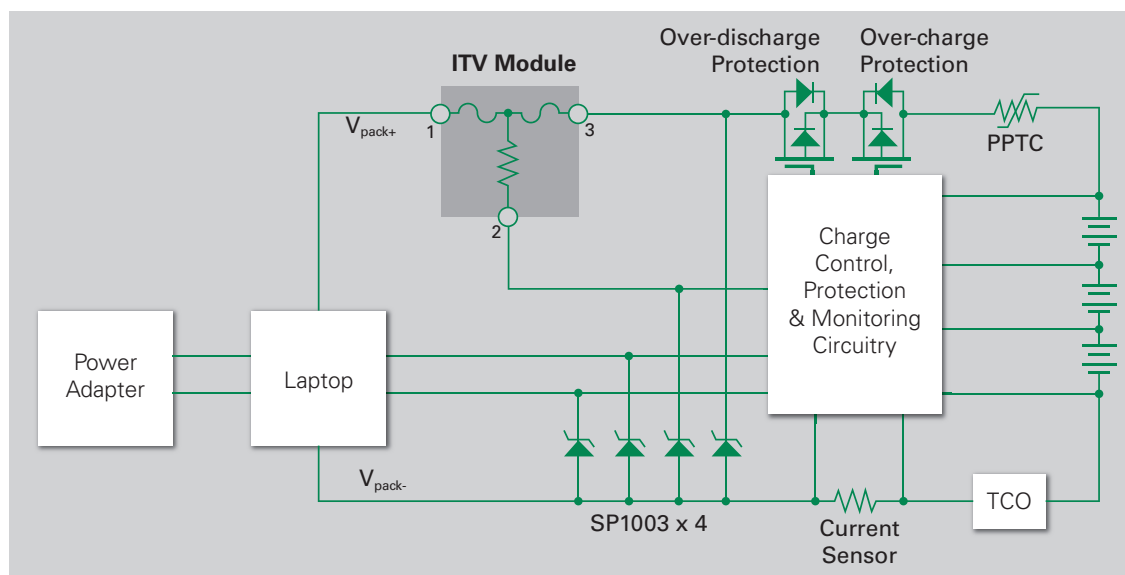 Over-discharge
Protection
Over-charge
Protection
ITV Module
1
3
V pack+
PPTC
2
Charge
Control,
Protection
& Monitoring
Circuitry
Power
Adapter
Laptop
V pack-
SP1003 x 4
Current
Sensor
TCO